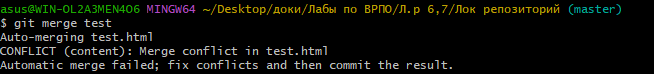 asus@WIN-OL2A3MEN4O6 MINGW64 ~/Desktop/доки/Лабы по ВРПО/Л.р 6,7/Лок репозиторий (master)
$ git merge test
Auto-merging test.html
CONFLICT (content): Merge conflict in test.html
Automatic merge failed; fix conflicts and then commit the result.